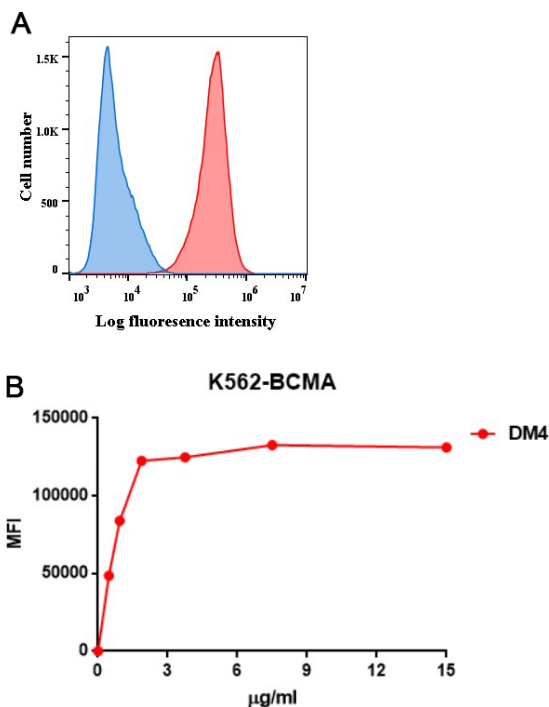 A
1.5K
1.0K
500
0
Cell number
10³ 10⁴ 10⁵ 10⁶ 10⁷
Log fluoresence intensity
B
K562-BCMA
150000
100000
50000
0
MFI
DM4
0 3 6 9 12 15
μg/ml